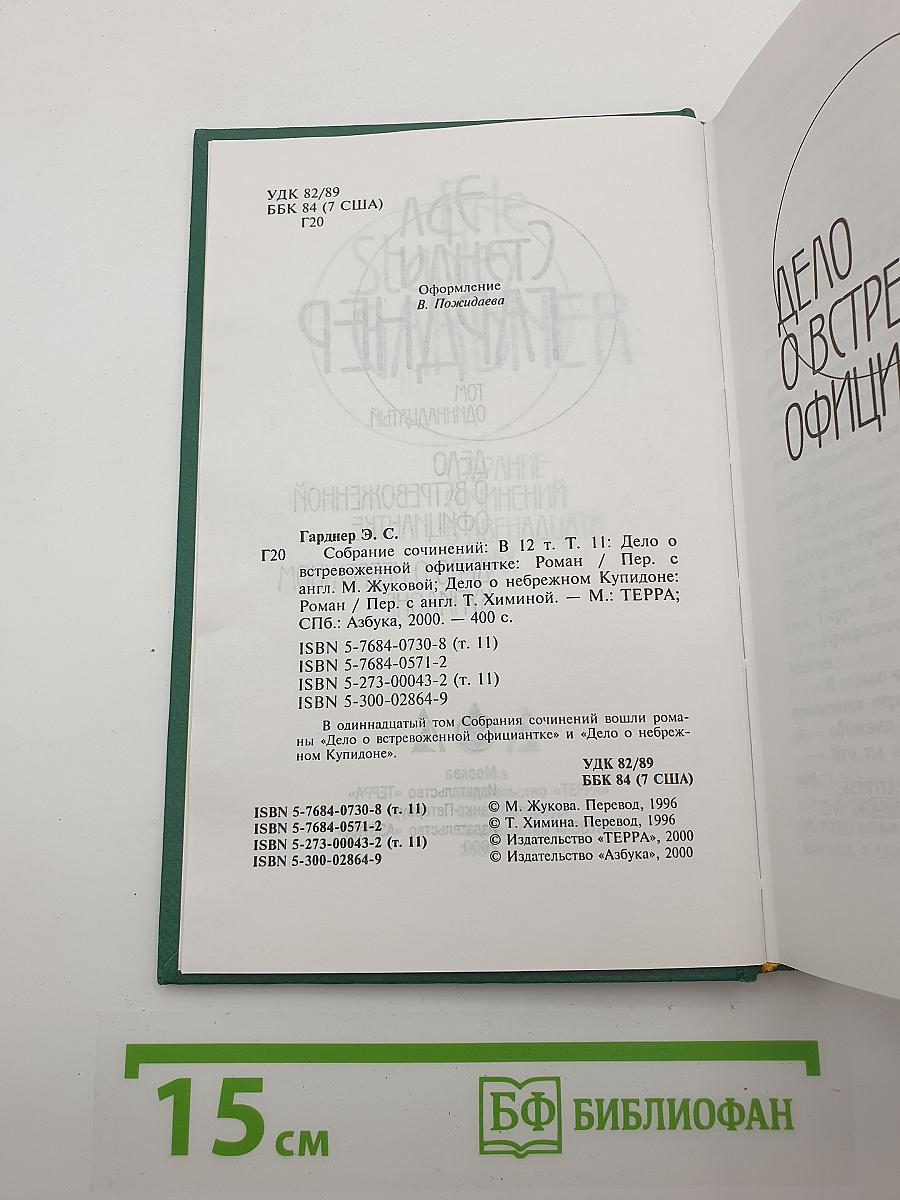 УДК 82/89
ББК 84 (7 США)
Г20
Оформление
В. Пожидаева
Гарднер Э. С.
Г20 Собрание сочинений: В 12 т. Т. 11: Дело о
встревоженной официантке: Роман / Пер. с
англ. М. Жуковой; Дело о небрежном Купидоне:
Роман / Пер. с англ. Т. Химиной. — М.: ТЕРРА;
СПб.: Азбука, 2000. — 400 с.
ISBN 5-7684-0730-8 (т. 11)
ISBN 5-7684-0571-2
ISBN 5-273-00043-2 (т. 11)
ISBN 5-300-02864-9
В одиннадцатый том Собрания сочинений вошли рома-
ны «Дело о встревоженной официантке» и «Дело о небреж-
ном Купидоне».
УДК 82/89
ББК 84 (7 США)
ISBN 5-7684-0730-8 (т. 11)
ISBN 5-7684-0571-2
ISBN 5-273-00043-2 (т. 11)
ISBN 5-300-02864-9
© М. Жукова. Перевод, 1996
© Т. Химина. Перевод, 1996
© Издательство «ТЕРРА», 2000
© Издательство «Азбука», 2000
ДЕЛО
О ВСТРЕ
ОФИЦИ
15 см
БФ БИБЛИОФАН